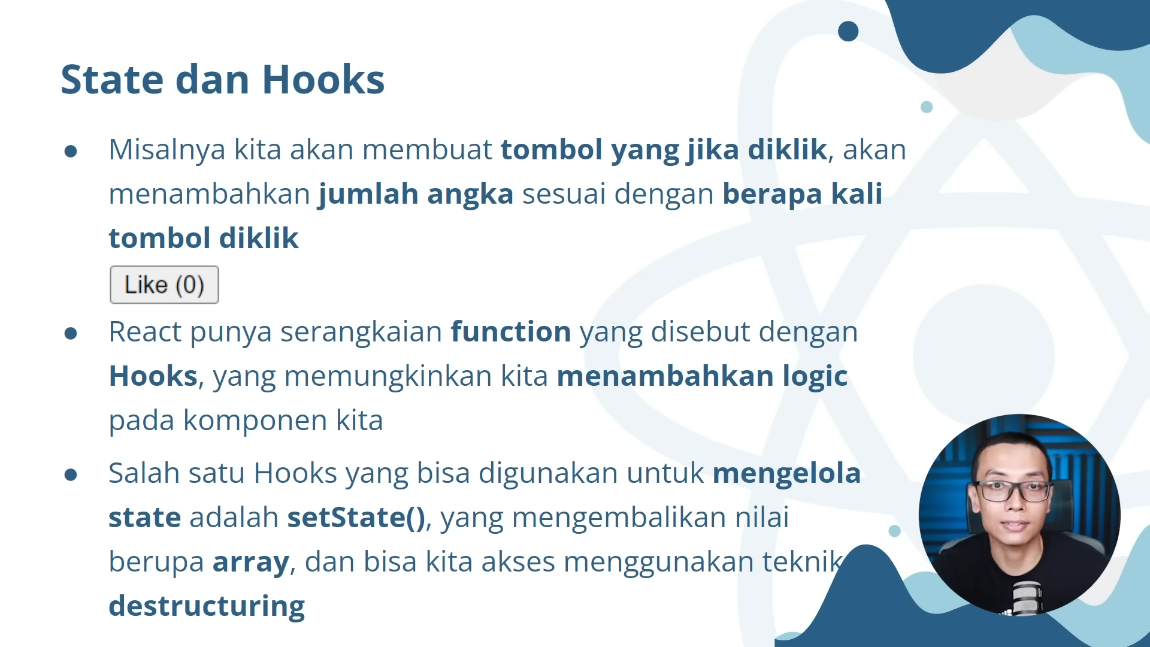 State dan Hooks
● Misalnya kita akan membuat tombol yang jika diklik, akan
menambahkan jumlah angka sesuai dengan berapa kali
tombol diklik
Like (0)
● React punya serangkaian function yang disebut dengan
Hooks, yang memungkinkan kita menambahkan logic
pada komponen kita
● Salah satu Hooks yang bisa digunakan untuk mengelola
state adalah setState(), yang mengembalikan nilai
berupa array, dan bisa kita akses menggunakan teknik
destructuring